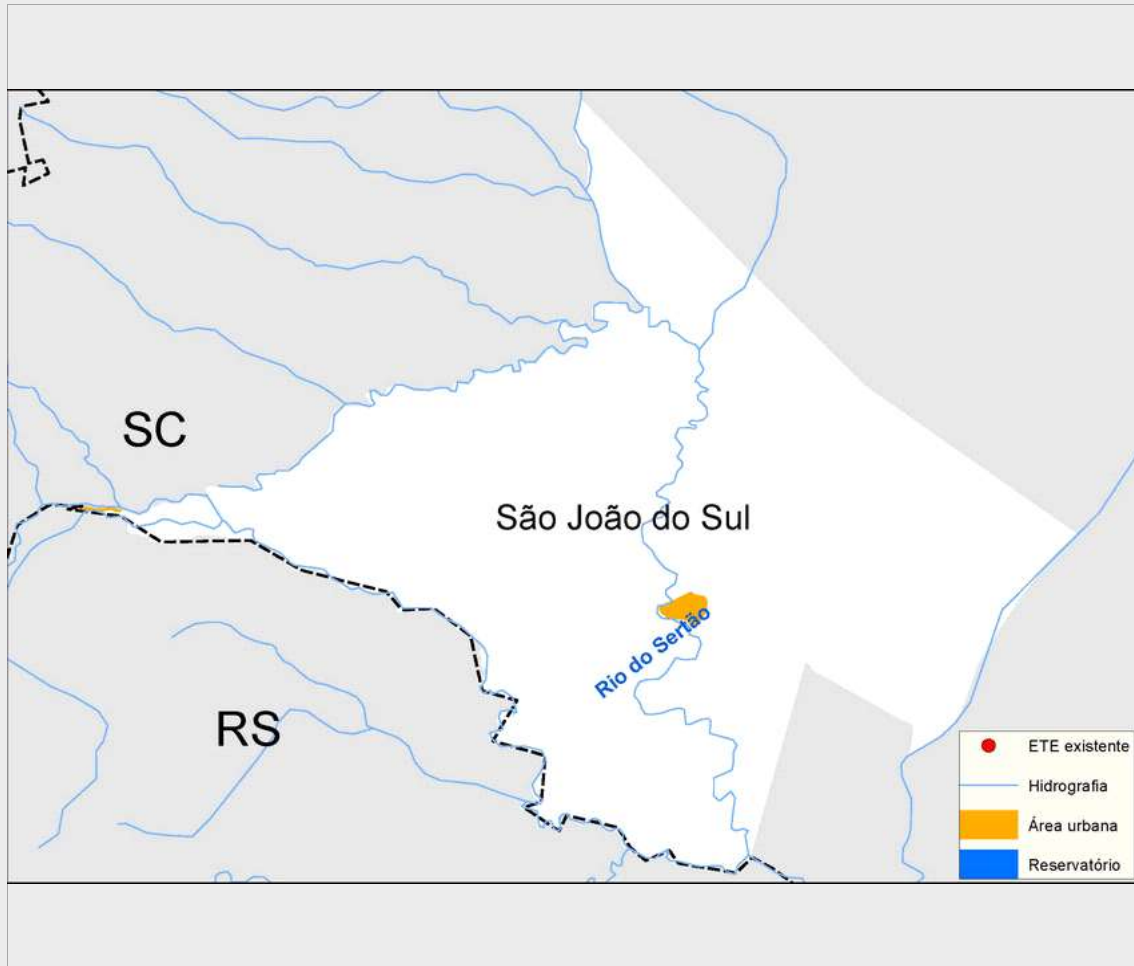 SC
São João do Sul
Rio do Sertão
RS
ETE existente
Hidrografia
Área urbana
Reservatório